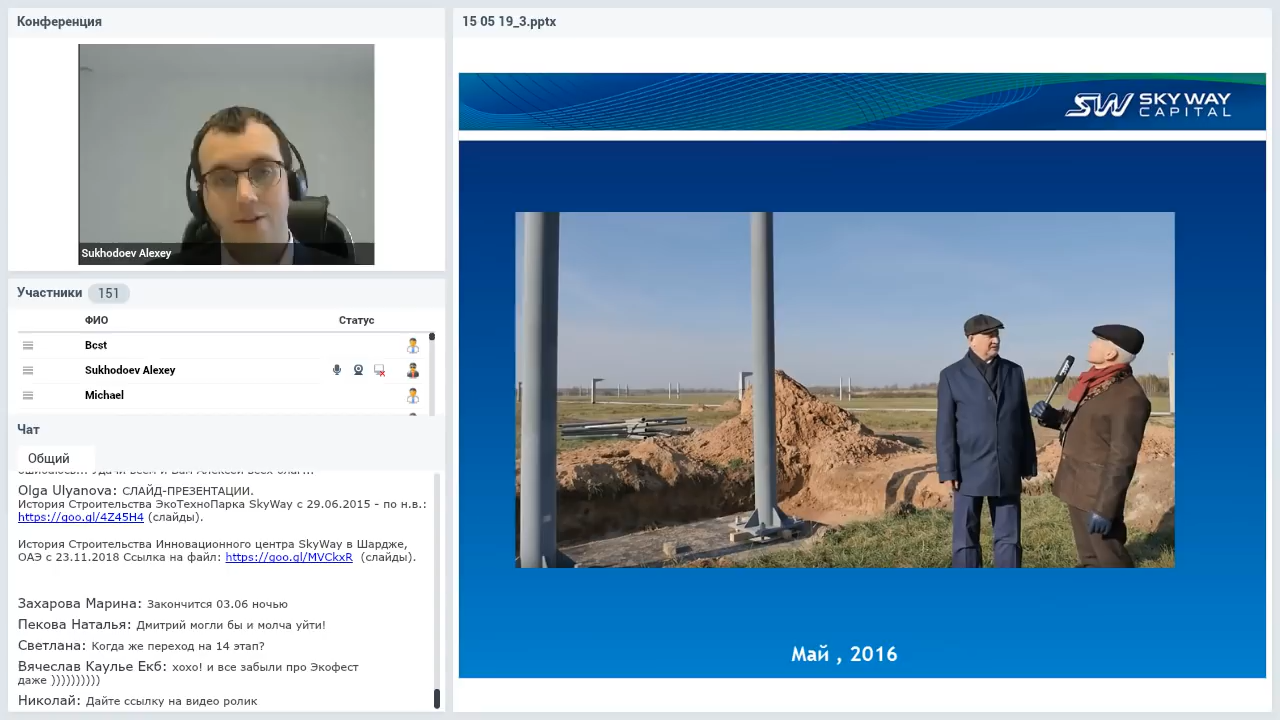 Конференция
Sukhodoev Alexey
Участники 151
ФИО Статус
Bcst
Sukhodoev Alexey
Michael
Чат
Общий
Olga Ulyanova: СЛАЙД-ПРЕЗЕНТАЦИИ.
История Строительства ЭкоТехноПарка SkyWay с 29.06.2015 - по н.в.:
https://goo.gl/4Z45H4 (слайды).
История Строительства Инновационного центра SkyWay в Шардже,
ОАЭ с 23.11.2018 Ссылка на файл: https://goo.gl/MVCkxR (слайды).
Захарова Марина: Закончится 03.06 ночью
Пекова Наталья: Дмитрий могли бы и молча уйти!
Светлана: Когда же переход на 14 этап?
Вячеслав Каулье Екб: хохо! и все забыли про Экофест
даже ))))))))))
Николай: Дайте ссылку на видео ролик
15 05 19_3.pptx
SW SKY WAY
CAPITAL
Май , 2016